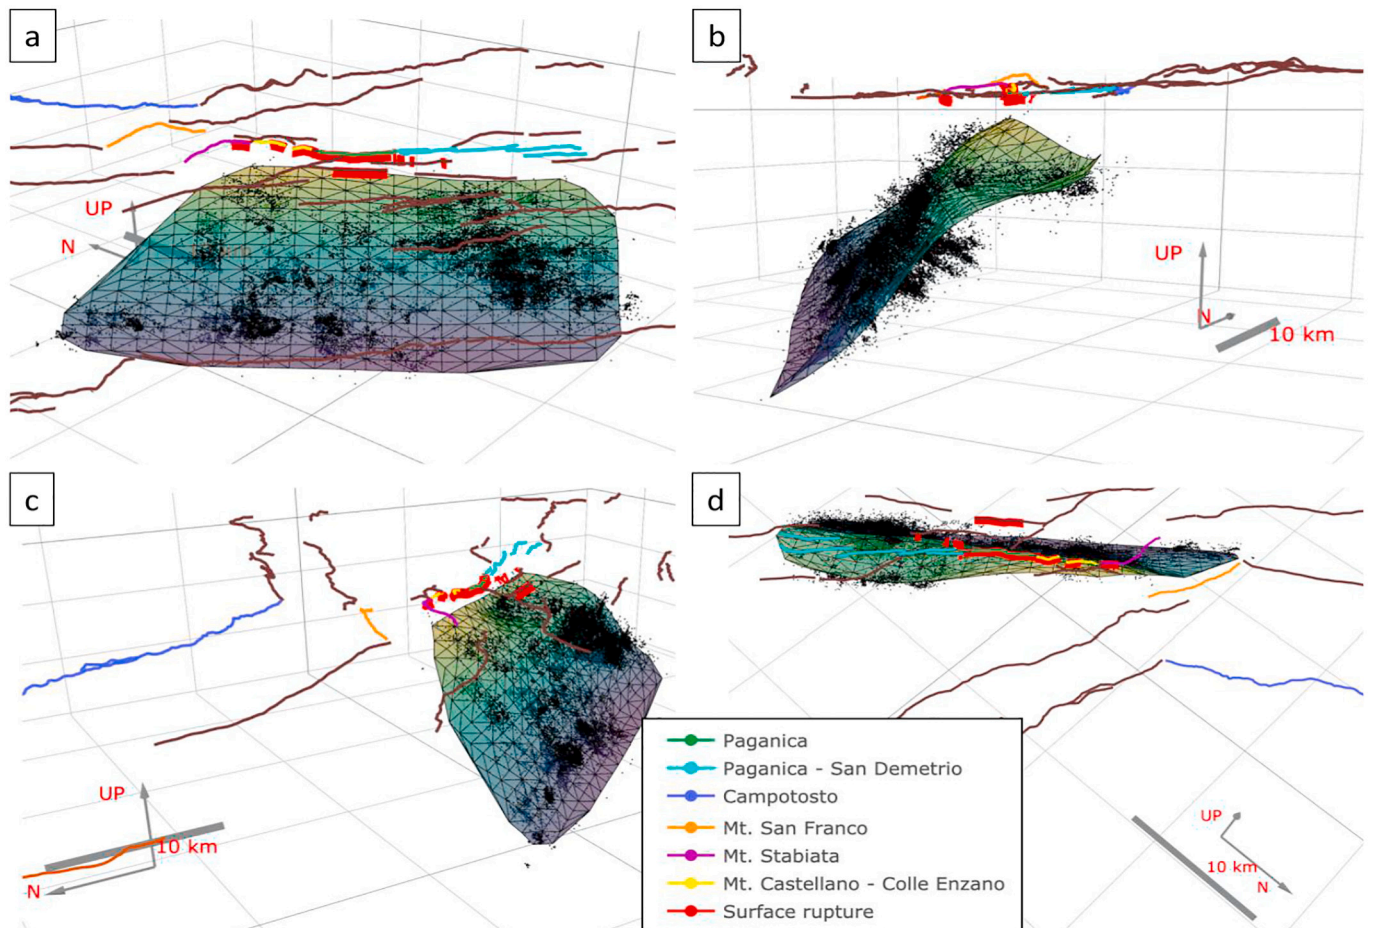 a
UP
N
b
UP
N
10 km
c
UP
10 km
N
d
UP
10 km
N
Paganica
Paganica - San Demetrio
Campotosto
Mt. San Franco
Mt. Stabiata
Mt. Castellano - Colle Enzano
Surface rupture